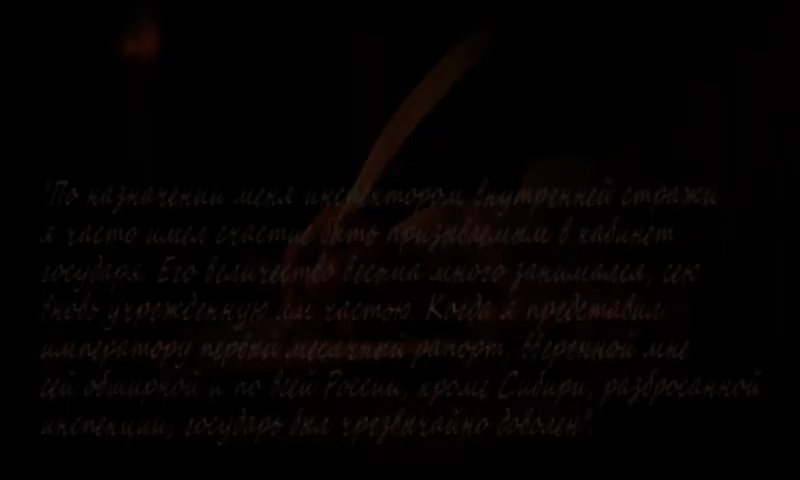 "По назначении меня инспектором внутренней стражи
я часто имел счастие быть призываемым в кабинет
государя. Его величество весьма много занимался, сею
вновь учрежденную им частью. Когда я представил
императору первый месячный рапорт, вверенной мне
сей обширной и по всей России, кроме Сибири, разбросанной
инспекции, государь был чрезвычайно доволен".